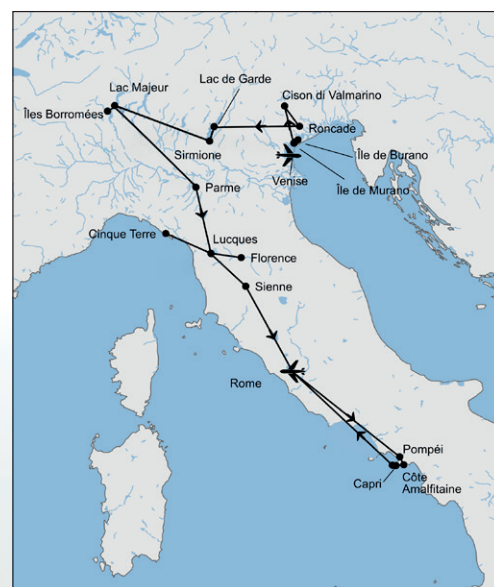 Lac Majeur
Lac de Garde
Cison di Valmarino
Îles Borromées
Roncade
Sirmione
Île de Burano
Venise
Île de Murano
Parme
Cinque Terre
Lucques
Florence
Sienne
Rome
Pompéi
Capri
Côte
Amalfitaine